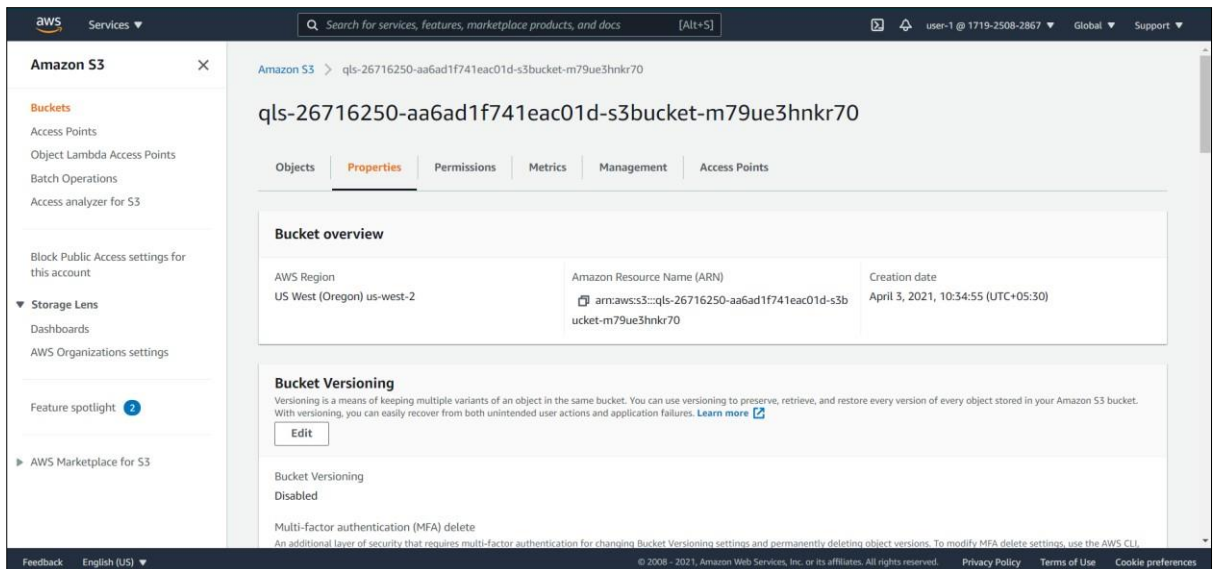 aws
Services ▼
Search for services, features, marketplace products, and docs [Alt+S]
user-1 @ 1719-2508-2867 ▼
Global ▼
Support ▼
Amazon S3
Buckets
Access Points
Object Lambda Access Points
Batch Operations
Access analyzer for S3
Block Public Access settings for
this account
▼ Storage Lens
Dashboards
AWS Organizations settings
Feature spotlight 2
▶ AWS Marketplace for S3
Amazon S3 > qls-26716250-aa6ad1f741eac01d-s3bucket-m79ue3hnkr70
qls-26716250-aa6ad1f741eac01d-s3bucket-m79ue3hnkr70
Objects
Properties
Permissions
Metrics
Management
Access Points
Bucket overview
AWS Region
US West (Oregon) us-west-2
Amazon Resource Name (ARN)
arn:aws:s3:::qls-26716250-aa6ad1f741eac01d-s3b
ucket-m79ue3hnkr70
Creation date
April 3, 2021, 10:34:55 (UTC+05:30)
Bucket Versioning
Versioning is a means of keeping multiple variants of an object in the same bucket. You can use versioning to preserve, retrieve, and restore every version of every object stored in your Amazon S3 bucket.
With versioning, you can easily recover from both unintended user actions and application failures. Learn more
Edit
Bucket Versioning
Disabled
Multi-factor authentication (MFA) delete
An additional layer of security that requires multi-factor authentication for changing Bucket Versioning settings and permanently deleting object versions. To modify MFA delete settings, use the AWS CLI,
Feedback
English (US) ▼
© 2008 - 2021, Amazon Web Services, Inc. or its affiliates. All rights reserved.
Privacy Policy
Terms of Use
Cookie preferences